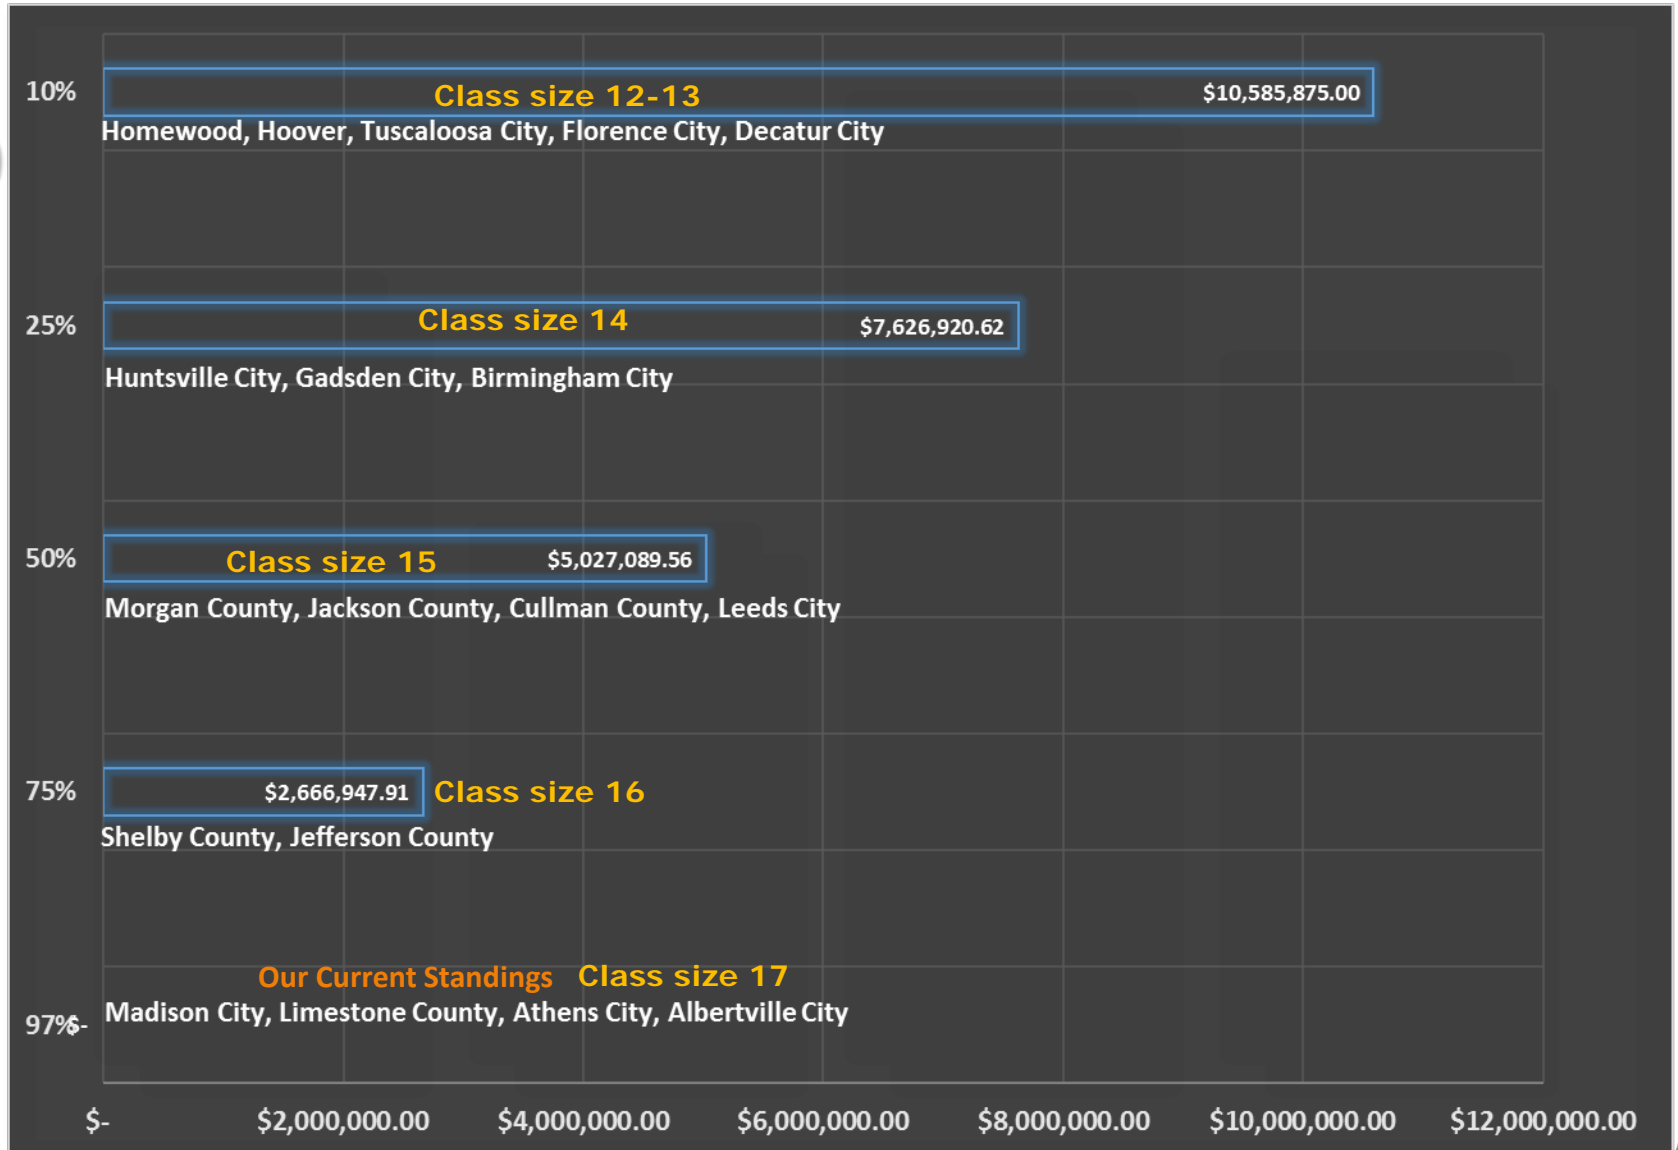 10%
Class size 12-13
$10,585,875.00
Homewood, Hoover, Tuscaloosa City, Florence City, Decatur City
25%
Class size 14
$7,626,920.62
Huntsville City, Gadsden City, Birmingham City
50%
Class size 15
$5,027,089.56
Morgan County, Jackson County, Cullman County, Leeds City
75%
$2,666,947.91
Class size 16
Shelby County, Jefferson County
Our Current Standings
Class size 17
Madison City, Limestone County, Athens City, Albertville City
97%
$-
$- $2,000,000.00 $4,000,000.00 $6,000,000.00 $8,000,000.00 $10,000,000.00 $12,000,000.00